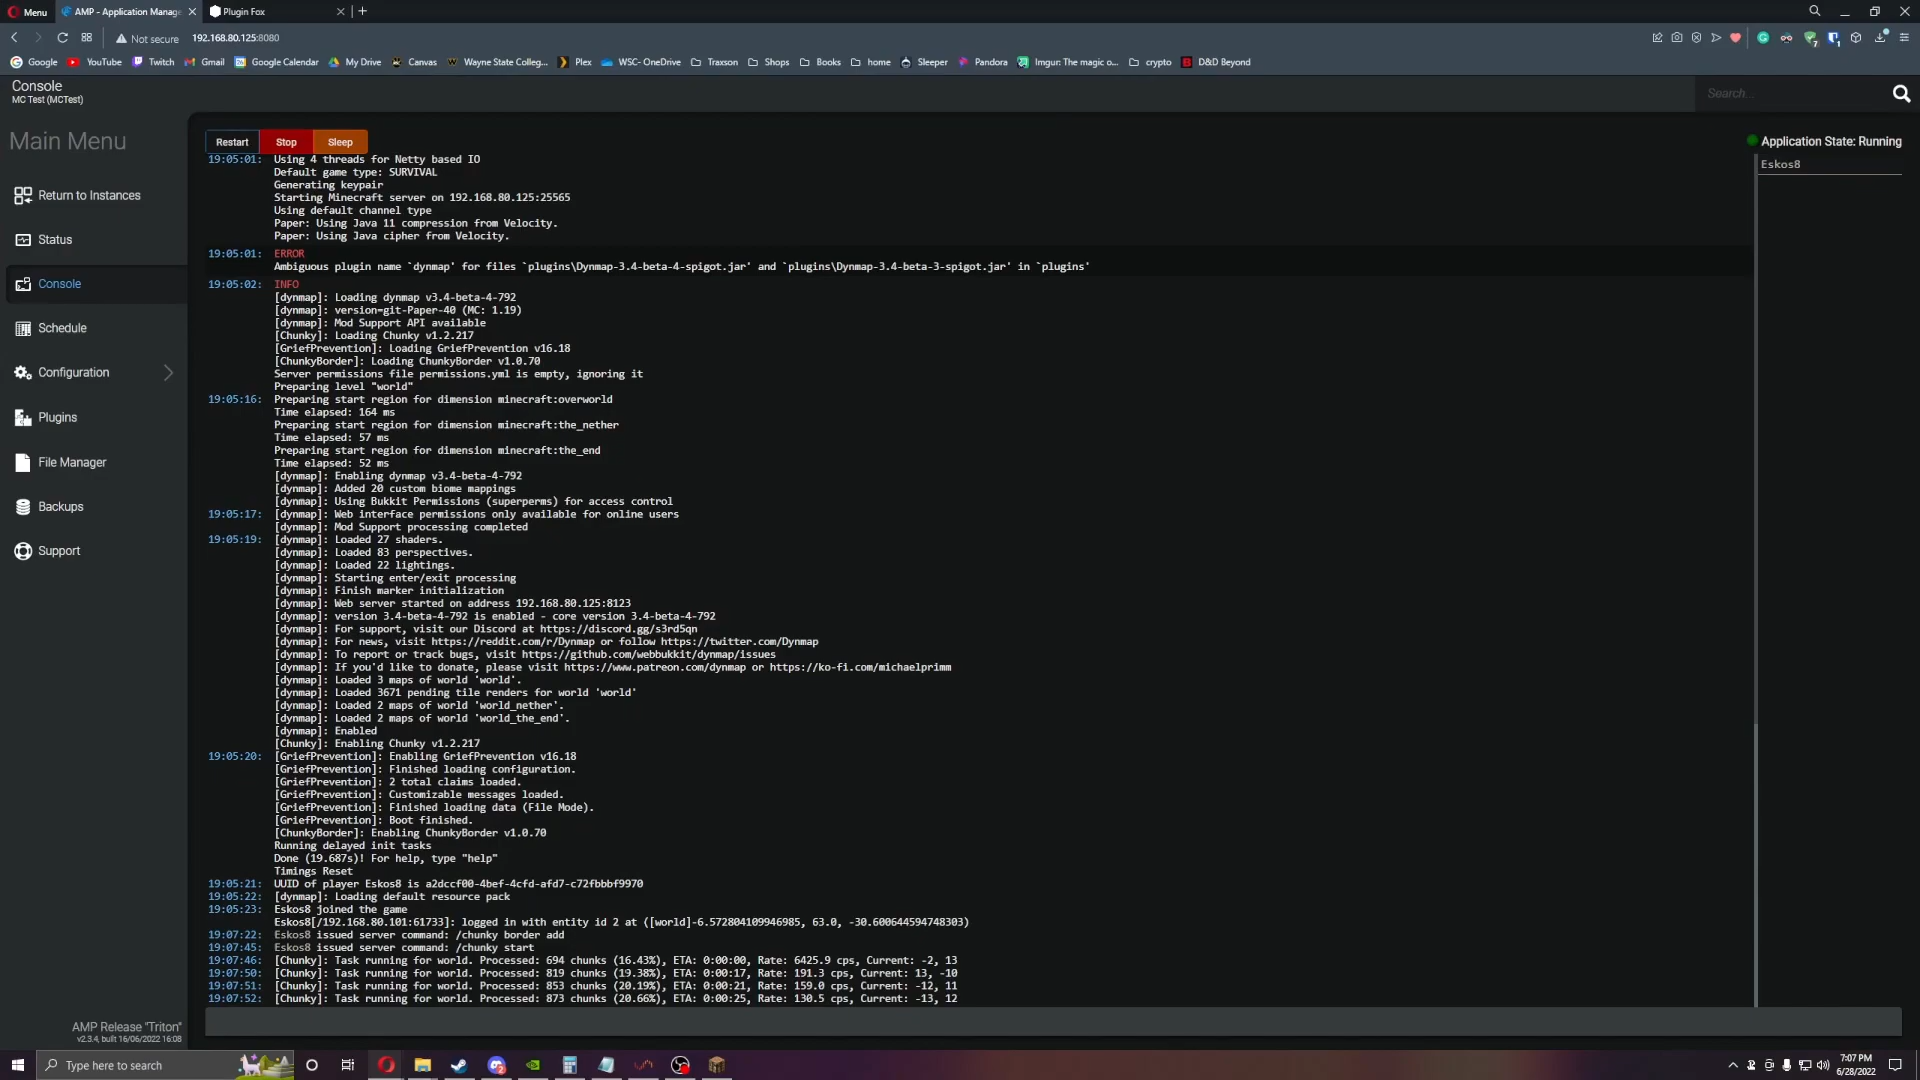 Menu
AMP - Application Manage
Plugin Fox
Not secure
192.168.80.125:8080
Google
YouTube
Twitch
Gmail
Google Calendar
My Drive
Canvas
Wayne State Colleg...
Plex
WSC- OneDrive
Traxson
Shops
Books
home
Sleeper
Pandora
Imgur: The magic o...
crypto
D&D Beyond
Console
MC Test (MCTest)
Search...
Main Menu
Return to Instances
Status
Console
Schedule
Configuration
Plugins
File Manager
Backups
Support
AMP Release "Triton"
v2.3.4, built 16/06/2022 16:08
Restart
Stop
Sleep
Application State: Running
Eskos8
19:05:01: Using 4 threads for Netty based IO
Default game type: SURVIVAL
Generating keypair
Starting Minecraft server on 192.168.80.125:25565
Using default channel type
Paper: Using Java 11 compression from Velocity.
Paper: Using Java cipher from Velocity.
19:05:01: ERROR
Ambiguous plugin name `dynmap' for files `plugins\Dynmap-3.4-beta-4-spigot.jar' and `plugins\Dynmap-3.4-beta-3-spigot.jar' in `plugins'
19:05:02: INFO
[dynmap]: Loading dynmap v3.4-beta-4-792
[dynmap]: version=git-Paper-40 (MC: 1.19)
[dynmap]: Mod Support API available
[Chunky]: Loading Chunky v1.2.217
[GriefPrevention]: Loading GriefPrevention v16.18
[ChunkyBorder]: Loading ChunkyBorder v1.0.70
Server permissions file permissions.yml is empty, ignoring it
Preparing level "world"
19:05:16: Preparing start region for dimension minecraft:overworld
Time elapsed: 164 ms
Preparing start region for dimension minecraft:the_nether
Time elapsed: 57 ms
Preparing start region for dimension minecraft:the_end
Time elapsed: 52 ms
[dynmap]: Enabling dynmap v3.4-beta-4-792
[dynmap]: Added 20 custom biome mappings
[dynmap]: Using Bukkit Permissions (superperms) for access control
19:05:17: [dynmap]: Web interface permissions only available for online users
[dynmap]: Mod Support processing completed
19:05:19: [dynmap]: Loaded 27 shaders.
[dynmap]: Loaded 83 perspectives.
[dynmap]: Loaded 22 lightings.
[dynmap]: Starting enter/exit processing
[dynmap]: Finish marker initialization
[dynmap]: Web server started on address 192.168.80.125:8123
[dynmap]: version 3.4-beta-4-792 is enabled - core version 3.4-beta-4-792
[dynmap]: For support, visit our Discord at https://discord.gg/s3rd5qn
[dynmap]: For news, visit https://reddit.com/r/Dynmap or follow https://twitter.com/Dynmap
[dynmap]: To report or track bugs, visit https://github.com/webbukkit/dynmap/issues
[dynmap]: If you'd like to donate, please visit https://www.patreon.com/dynmap or https://ko-fi.com/michaelprimm
[dynmap]: Loaded 3 maps of world 'world'.
[dynmap]: Loaded 3671 pending tile renders for world 'world'
[dynmap]: Loaded 2 maps of world 'world_nether'.
[dynmap]: Loaded 2 maps of world 'world_the_end'.
[dynmap]: Enabled
[Chunky]: Enabling Chunky v1.2.217
19:05:20: [GriefPrevention]: Enabling GriefPrevention v16.18
[GriefPrevention]: Finished loading configuration.
[GriefPrevention]: 2 total claims loaded.
[GriefPrevention]: Customizable messages loaded.
[GriefPrevention]: Finished loading data (File Mode).
[GriefPrevention]: Boot finished.
[ChunkyBorder]: Enabling ChunkyBorder v1.0.70
Running delayed init tasks
Done (19.687s)! For help, type "help"
Timings Reset
19:05:21: UUID of player Eskos8 is a2dccf00-4bef-4cfd-afd7-c72fbbbf9970
19:05:22: [dynmap]: Loading default resource pack
19:05:23: Eskos8 joined the game
Eskos8[/192.168.80.101:61733]: logged in with entity id 2 at ([world]-6.572804109946985, 63.0, -30.600644594748303)
19:07:22: Eskos8 issued server command: /chunky border add
19:07:45: Eskos8 issued server command: /chunky start
19:07:46: [Chunky]: Task running for world. Processed: 694 chunks (16.43%), ETA: 0:00:00, Rate: 6425.9 cps, Current: -2, 13
19:07:50: [Chunky]: Task running for world. Processed: 819 chunks (19.38%), ETA: 0:00:17, Rate: 191.3 cps, Current: 13, -10
19:07:51: [Chunky]: Task running for world. Processed: 853 chunks (20.19%), ETA: 0:00:21, Rate: 159.0 cps, Current: -12, 11
19:07:52: [Chunky]: Task running for world. Processed: 873 chunks (20.66%), ETA: 0:00:25, Rate: 130.5 cps, Current: -13, 12
Type here to search
7:07 PM
6/28/2022